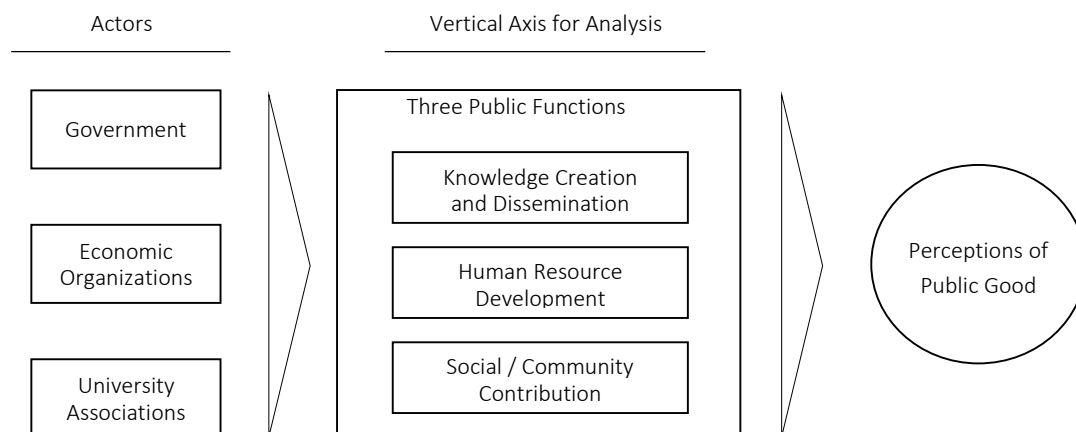 Actors
Vertical Axis for Analysis
Government
Economic
Organizations
University
Associations
Three Public Functions
Knowledge Creation
and Dissemination
Human Resource
Development
Social / Community
Contribution
Perceptions of
Public Good